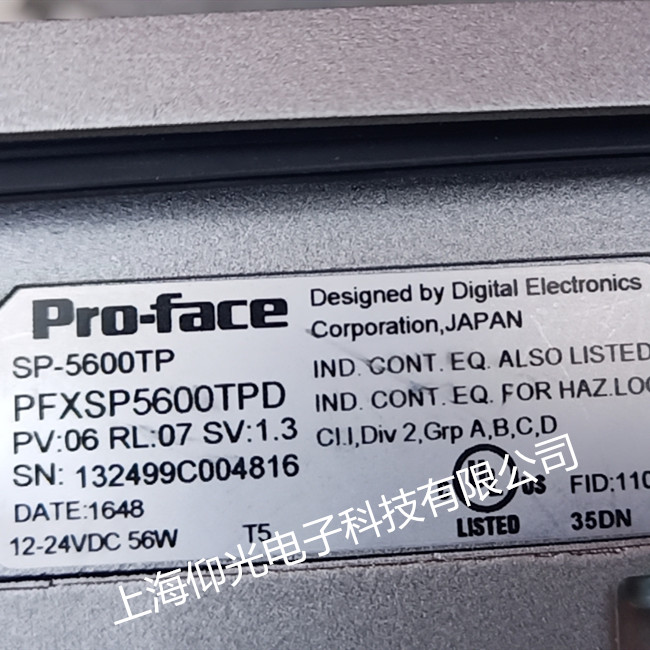 Pro-face
Designed by Digital Electronics
Corporation,JAPAN
SP-5600TP
IND. CONT. EQ. ALSO LISTED
PFXSP5600TPD
IND. CONT. EQ. FOR HAZ.LOC
PV:06 RL:07 SV:1.3
Cl.I,Div 2,Grp A,B,C,D
SN: 132499C004816
DATE:1648
UL US
FID:110
12-24VDC 56W
T5
LISTED
35DN
上海仰光电子科技有限公司